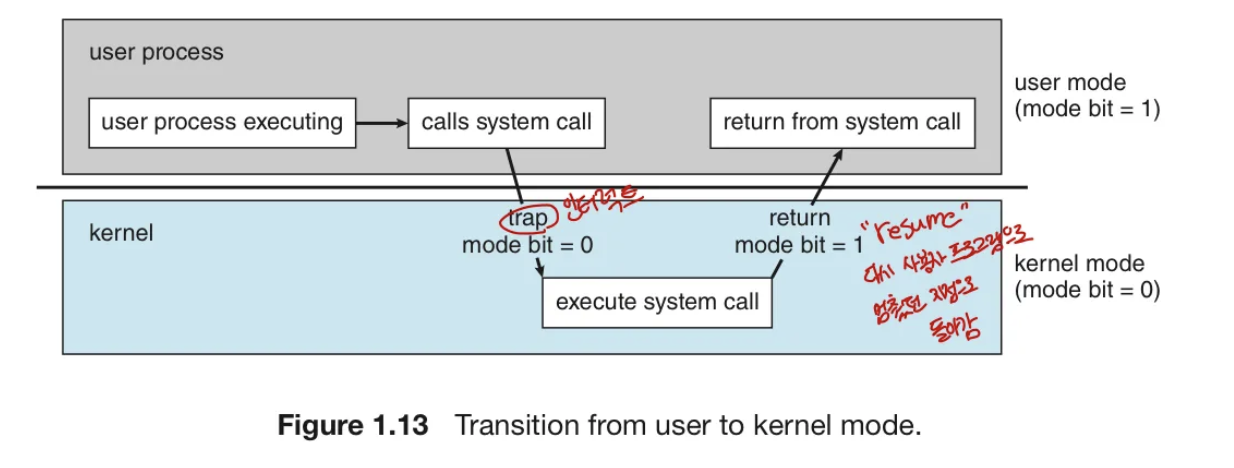 user process
user process executing
calls system call
return from system call
user mode
(mode bit = 1)
kernel
trap 인터럽트
mode bit = 0
return
mode bit = 1
execute system call
"resume"
다시 사용자 프로그램으로
멈췄던 지점으로
돌아감
kernel mode
(mode bit = 0)
Figure 1.13 Transition from user to kernel mode.